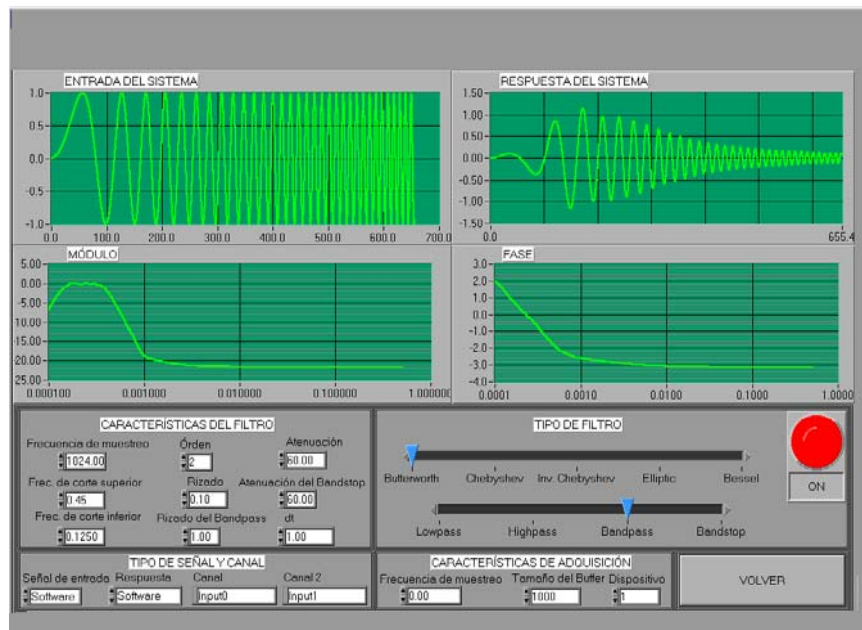 ENTRADA DEL SISTEMA
1.0
0.5
0.0
-0.5
-1.0
0.0 100.0 200.0 300.0 400.0 500.0 600.0 700.0
RESPUESTA DEL SISTEMA
1.50
1.00
0.50
0.00
-0.50
-1.00
-1.50
0.0 655.4
MÓDULO
5.00
0.00
-5.00
10.00
15.00
20.00
25.00
0.000100 0.001000 0.010000 0.100000 1.000000
FASE
3.0
2.0
1.0
0.0
-1.0
-2.0
-3.0
-4.0
0.0001 0.0010 0.0100 0.1000 1.0000
CARACTERÍSTICAS DEL FILTRO
Frecuencia de muestreo Órden Atenuación
1024.00 2 60.00
Frec. de corte superior Rizado Atenuación del Bandstop
0.45 0.10 60.00
Frec. de corte inferior Rizado del Bandpass dt
0.1250 1.00 1.00
TIPO DE FILTRO
Butterworth Chebyshev Inv. Chebyshev Elliptic Bessel
Lowpass Highpass Bandpass Bandstop
ON
TIPO DE SEÑAL Y CANAL
Señal de entrada Respuesta Canal Canal 2
Software Software Input0 Input1
CARACTERÍSTICAS DE ADQUISICIÓN
Frecuencia de muestreo Tamaño del Buffer Dispositivo
0.00 1000 1
VOLVER